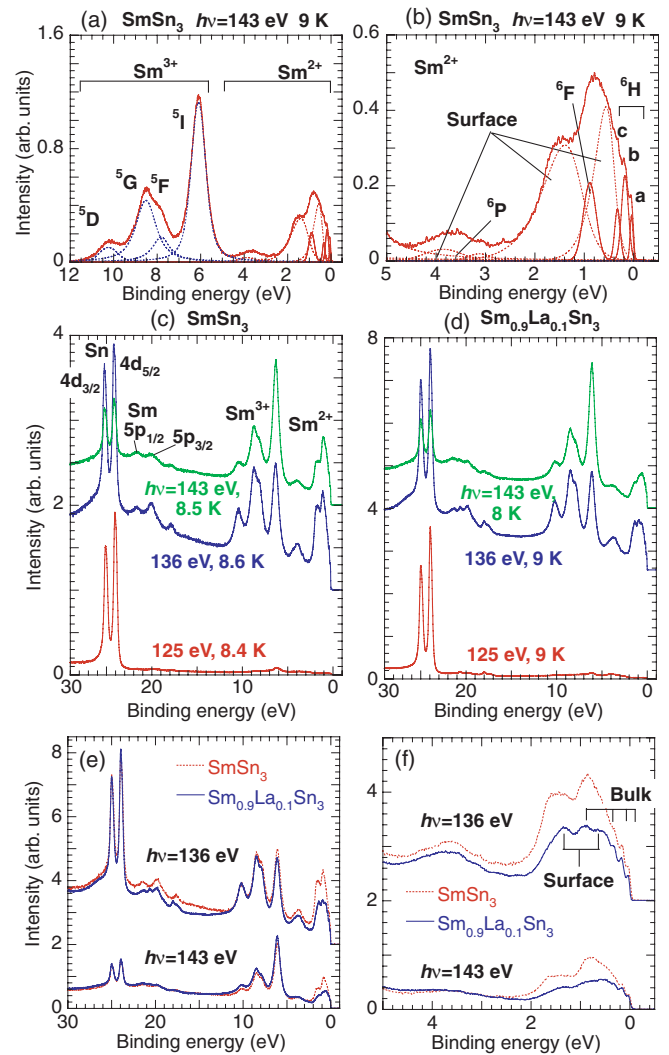 (a) SmSn₃ hν=143 eV 9 K
1.6
1.2
0.8
0.4
0
Intensity (arb. units)
Sm³⁺ Sm²⁺
⁵I
⁵G
⁵F
⁵D
12 10 8 6 4 2 0
Binding energy (eV)
(b) SmSn₃ hν=143 eV 9 K
0.6
0.4
0.2
0
Sm²⁺
⁶F ⁶H
Surface c
b
a
⁶P
5 4 3 2 1 0
Binding energy (eV)
(c) SmSn₃
4
2
0
Intensity (arb. units)
Sn
4d₃/₂ 4d₅/₂
Sm
5p₁/₂ 5p₃/₂
Sm³⁺
Sm²⁺
hν=143 eV,
8.5 K
136 eV, 8.6 K
125 eV, 8.4 K
30 20 10 0
Binding energy (eV)
(d) Sm₀.₉La₀.₁Sn₃
8
4
0
hν=143 eV,
8 K
136 eV, 9 K
125 eV, 9 K
30 20 10 0
Binding energy (eV)
(e)
8
6
4
2
0
Intensity (arb. units)
SmSn₃
Sm₀.₉La₀.₁Sn₃
hν=136 eV
hν=143 eV
30 20 10 0
Binding energy (eV)
(f)
4
2
0
hν=136 eV
Bulk
Surface
SmSn₃
Sm₀.₉La₀.₁Sn₃
hν=143 eV
5 4 2 0
Binding energy (eV)